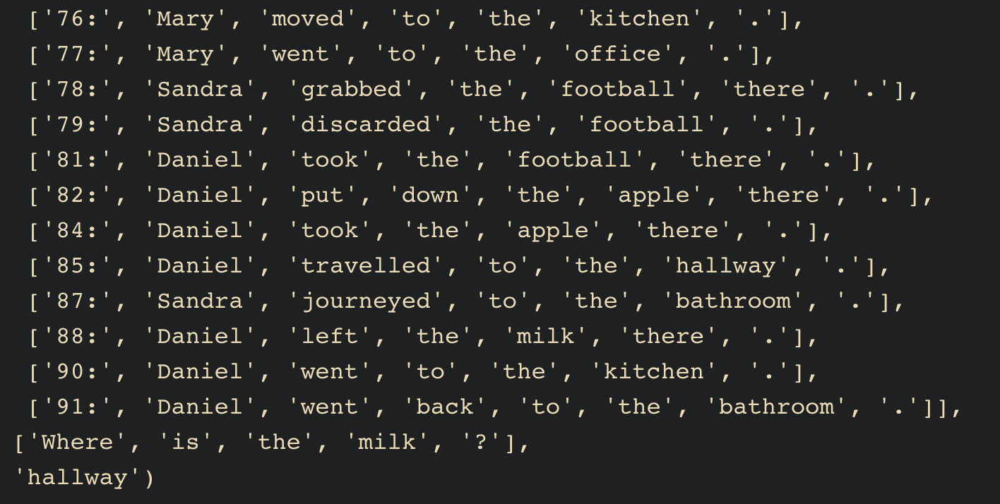 ['76:', 'Mary', 'moved', 'to', 'the', 'kitchen', '.'],
['77:', 'Mary', 'went', 'to', 'the', 'office', '.'],
['78:', 'Sandra', 'grabbed', 'the', 'football', 'there', '.'],
['79:', 'Sandra', 'discarded', 'the', 'football', '.'],
['81:', 'Daniel', 'took', 'the', 'football', 'there', '.'],
['82:', 'Daniel', 'put', 'down', 'the', 'apple', 'there', '.'],
['84:', 'Daniel', 'took', 'the', 'apple', 'there', '.'],
['85:', 'Daniel', 'travelled', 'to', 'the', 'hallway', '.'],
['87:', 'Sandra', 'journeyed', 'to', 'the', 'bathroom', '.'],
['88:', 'Daniel', 'left', 'the', 'milk', 'there', '.'],
['90:', 'Daniel', 'went', 'to', 'the', 'kitchen', '.'],
['91:', 'Daniel', 'went', 'back', 'to', 'the', 'bathroom', '.']],
['Where', 'is', 'the', 'milk', '?'],
'hallway')